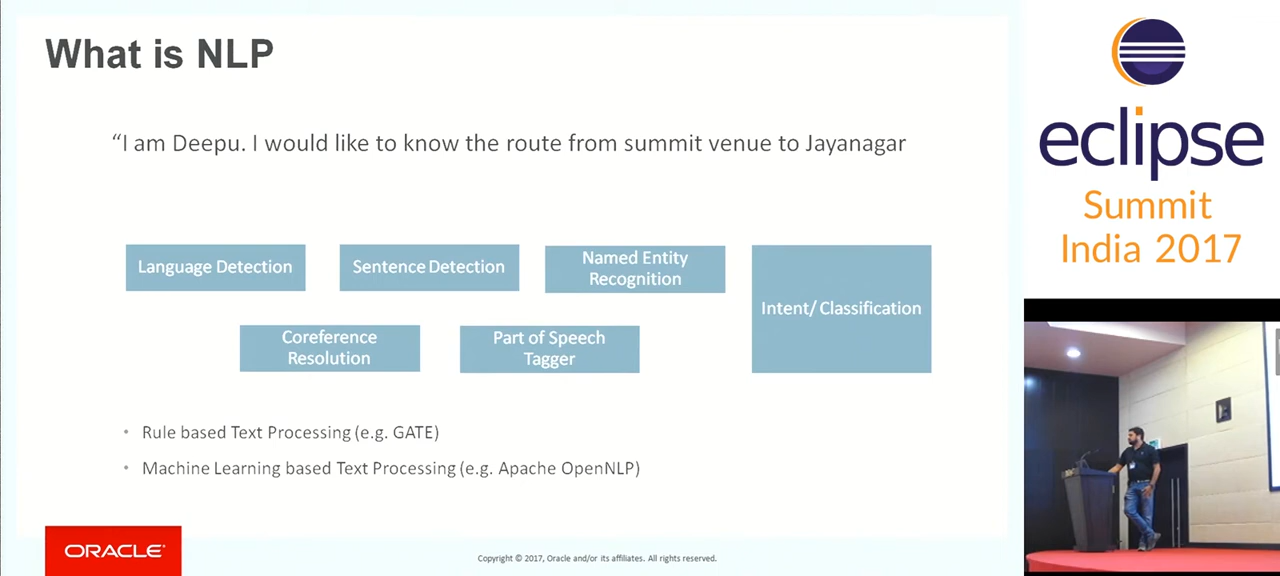 What is NLP
“I am Deepu. I would like to know the route from summit venue to Jayanagar
Language Detection
Sentence Detection
Named Entity
Recognition
Intent/ Classification
Coreference
Resolution
Part of Speech
Tagger
• Rule based Text Processing (e.g. GATE)
• Machine Learning based Text Processing (e.g. Apache OpenNLP)
ORACLE®
Copyright © 2017, Oracle and/or its affiliates. All rights reserved.
eclipse
Summit
India 2017